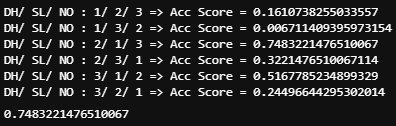 DH/ SL/ NO : 1/ 2/ 3 => Acc Score = 0.1610738255033557
DH/ SL/ NO : 1/ 3/ 2 => Acc Score = 0.006711409395973154
DH/ SL/ NO : 2/ 1/ 3 => Acc Score = 0.7483221476510067
DH/ SL/ NO : 2/ 3/ 1 => Acc Score = 0.3221476510067114
DH/ SL/ NO : 3/ 1/ 2 => Acc Score = 0.5167785234899329
DH/ SL/ NO : 3/ 2/ 1 => Acc Score = 0.24496644295302014
0.7483221476510067